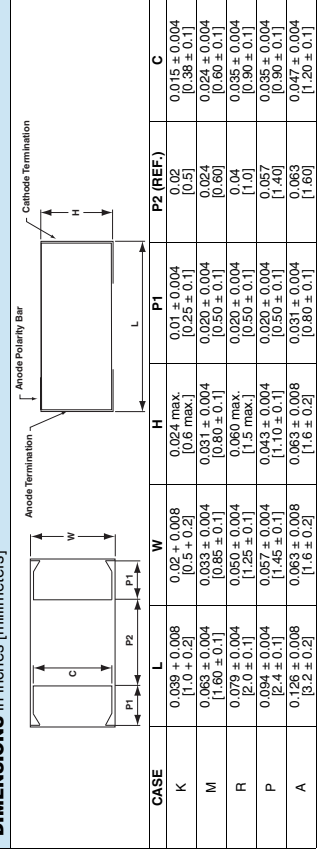 DIMENSIONS in inches [millimeters]
Anode Termination
Anode Polarity Bar
Cathode Termination
C
W
P1
P2
P1
H
L
CASE L W H P1 P2 (REF.) C
K 0.039 + 0.008 [1.0 + 0.2] 0.02 + 0.008 [0.5 + 0.2] 0.024 max. [0.6 max.] 0.01 ± 0.004 [0.25 ± 0.1] 0.02 [0.5] 0.015 ± 0.004 [0.38 ± 0.1]
M 0.063 ± 0.004 [1.60 ± 0.1] 0.033 ± 0.004 [0.85 ± 0.1] 0.031 ± 0.004 [0.80 ± 0.1] 0.020 ± 0.004 [0.50 ± 0.1] 0.024 [0.60] 0.024 ± 0.004 [0.60 ± 0.1]
R 0.079 ± 0.004 [2.0 ± 0.1] 0.050 ± 0.004 [1.25 ± 0.1] 0.060 max. [1.5 max.] 0.020 ± 0.004 [0.50 ± 0.1] 0.04 [1.0] 0.035 ± 0.004 [0.90 ± 0.1]
P 0.094 ± 0.004 [2.4 ± 0.1] 0.057 ± 0.004 [1.45 ± 0.1] 0.043 ± 0.004 [1.10 ± 0.1] 0.020 ± 0.004 [0.50 ± 0.1] 0.057 [1.40] 0.035 ± 0.004 [0.90 ± 0.1]
A 0.126 ± 0.008 [3.2 ± 0.2] 0.063 ± 0.008 [1.6 ± 0.2] 0.063 ± 0.008 [1.6 ± 0.2] 0.031 ± 0.004 [0.80 ± 0.1] 0.063 [1.60] 0.047 ± 0.004 [1.20 ± 0.1]